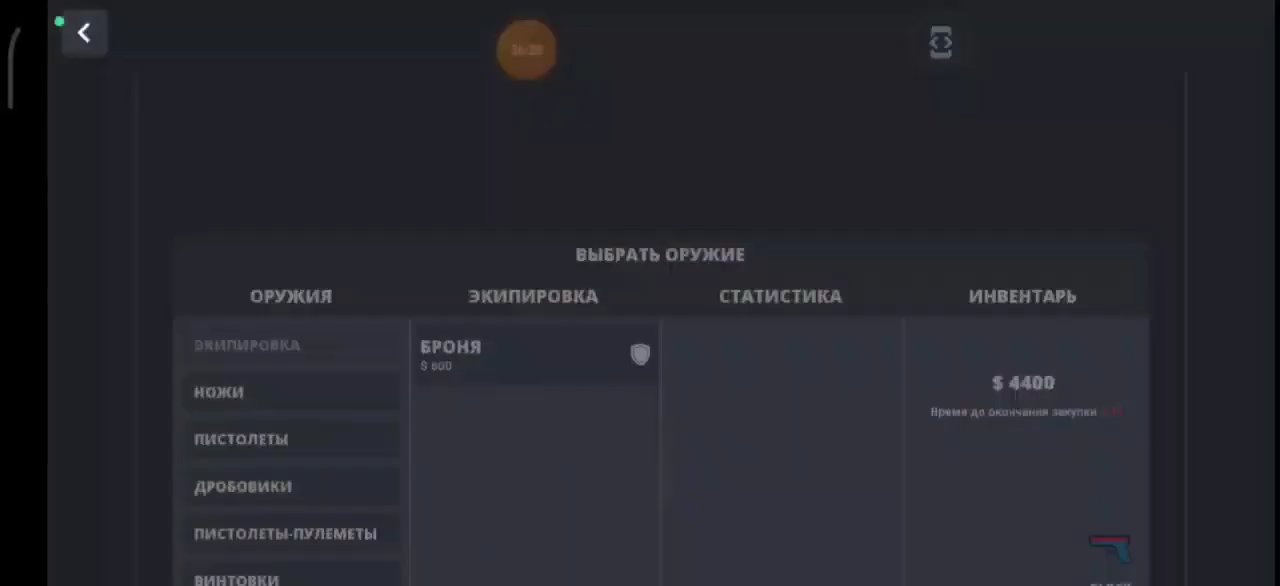 ВЫБРАТЬ ОРУЖИЕ
ОРУЖИЯ
ЭКИПИРОВКА
СТАТИСТИКА
ИНВЕНТАРЬ
ЭКИПИРОВКА
НОЖИ
ПИСТОЛЕТЫ
ДРОБОВИКИ
ПИСТОЛЕТЫ-ПУЛЕМЕТЫ
ВИНТОВКИ
БРОНЯ
$ 600
$ 4400
Время до окончания закупки